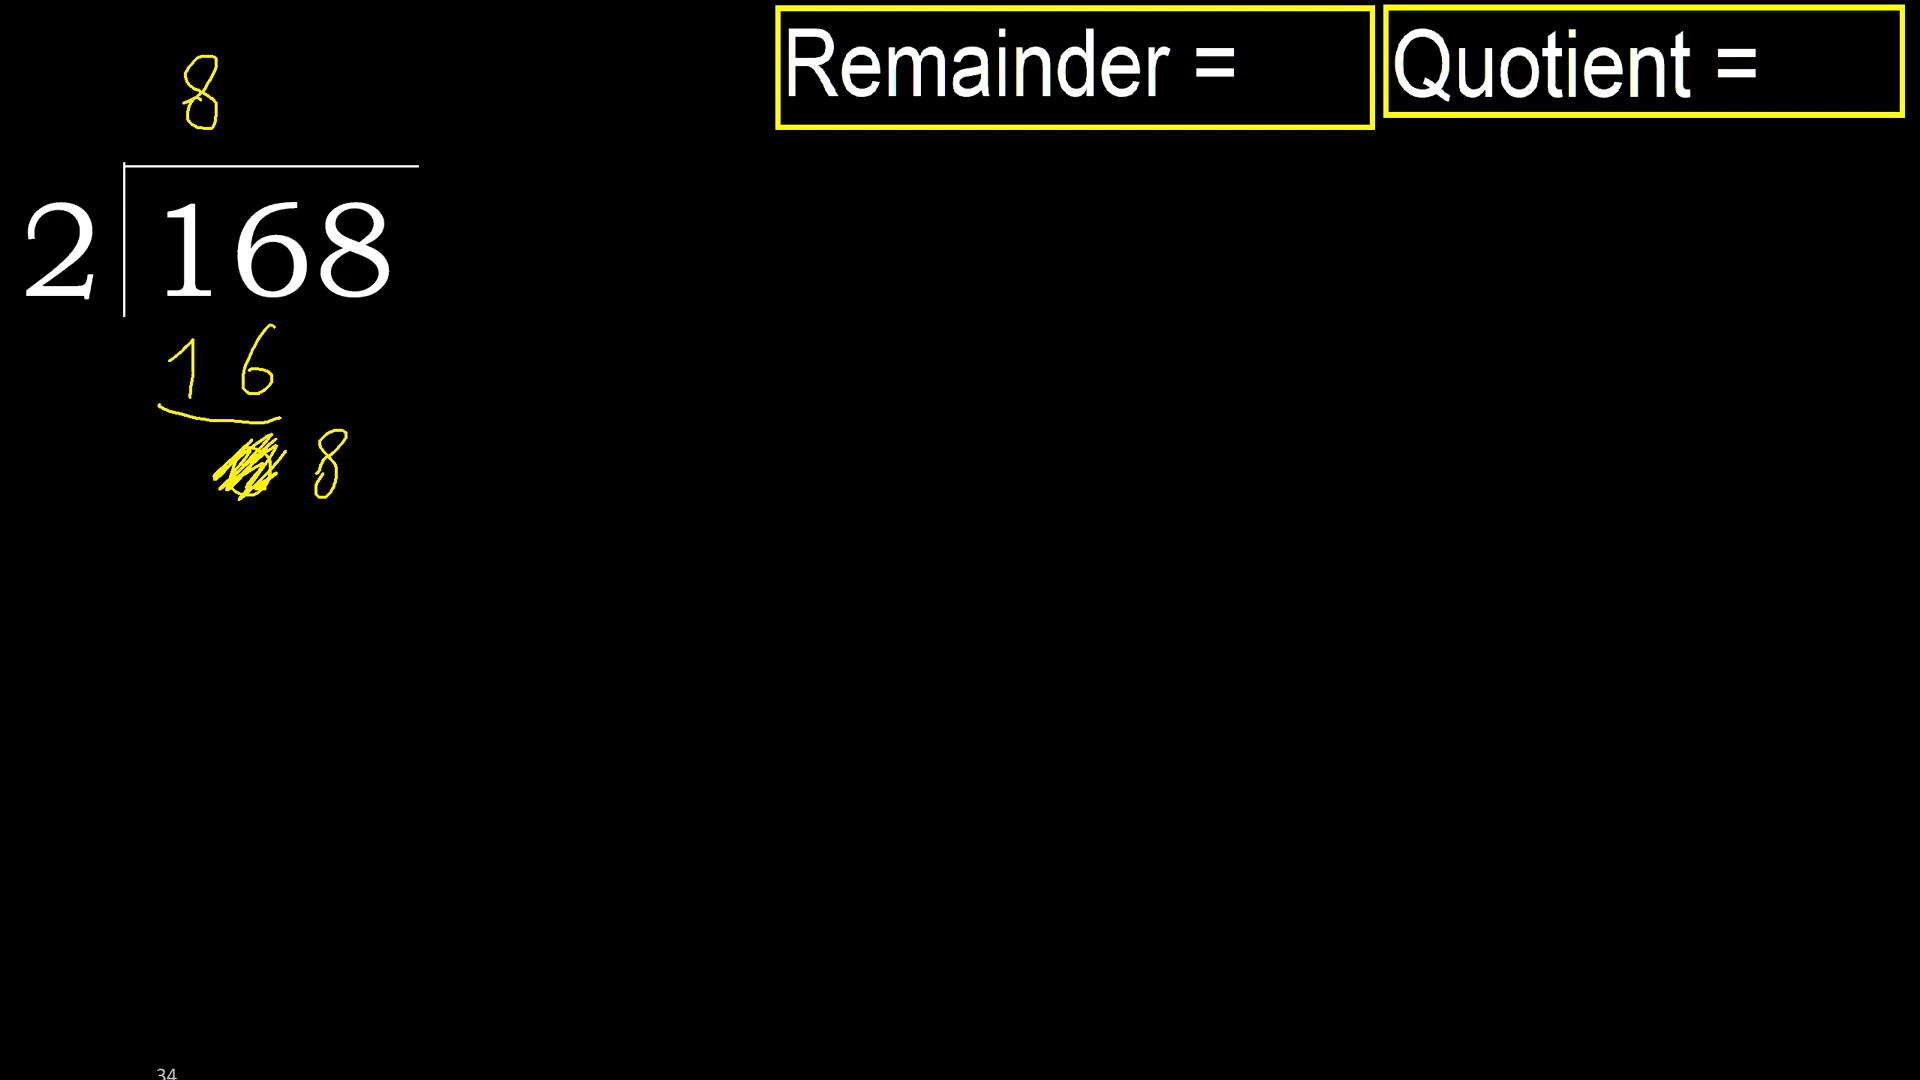 Remainder =
Quotient =
8
2 168
16
8
34